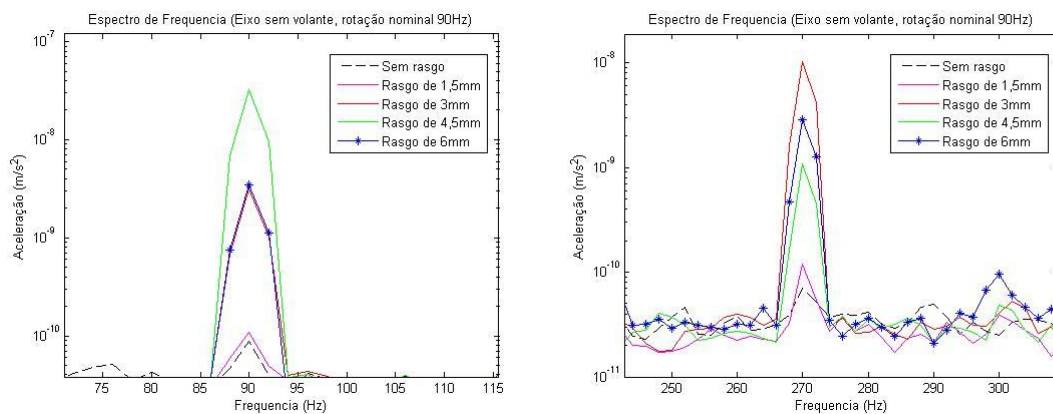 Espectro de Frequencia (Eixo sem volante, rotação nominal 90Hz)
10^-7
10^-8
10^-9
10^-10
Aceleração (m/s^2)
Sem rasgo
Rasgo de 1,5mm
Rasgo de 3mm
Rasgo de 4,5mm
Rasgo de 6mm
75 80 85 90 95 100 105 110 115
Frequencia (Hz)
Espectro de Frequencia (Eixo sem volante, rotação nominal 90Hz)
10^-8
10^-9
10^-10
10^-11
Aceleração (m/s^2)
Sem rasgo
Rasgo de 1,5mm
Rasgo de 3mm
Rasgo de 4,5mm
Rasgo de 6mm
250 260 270 280 290 300
Frequencia (Hz)